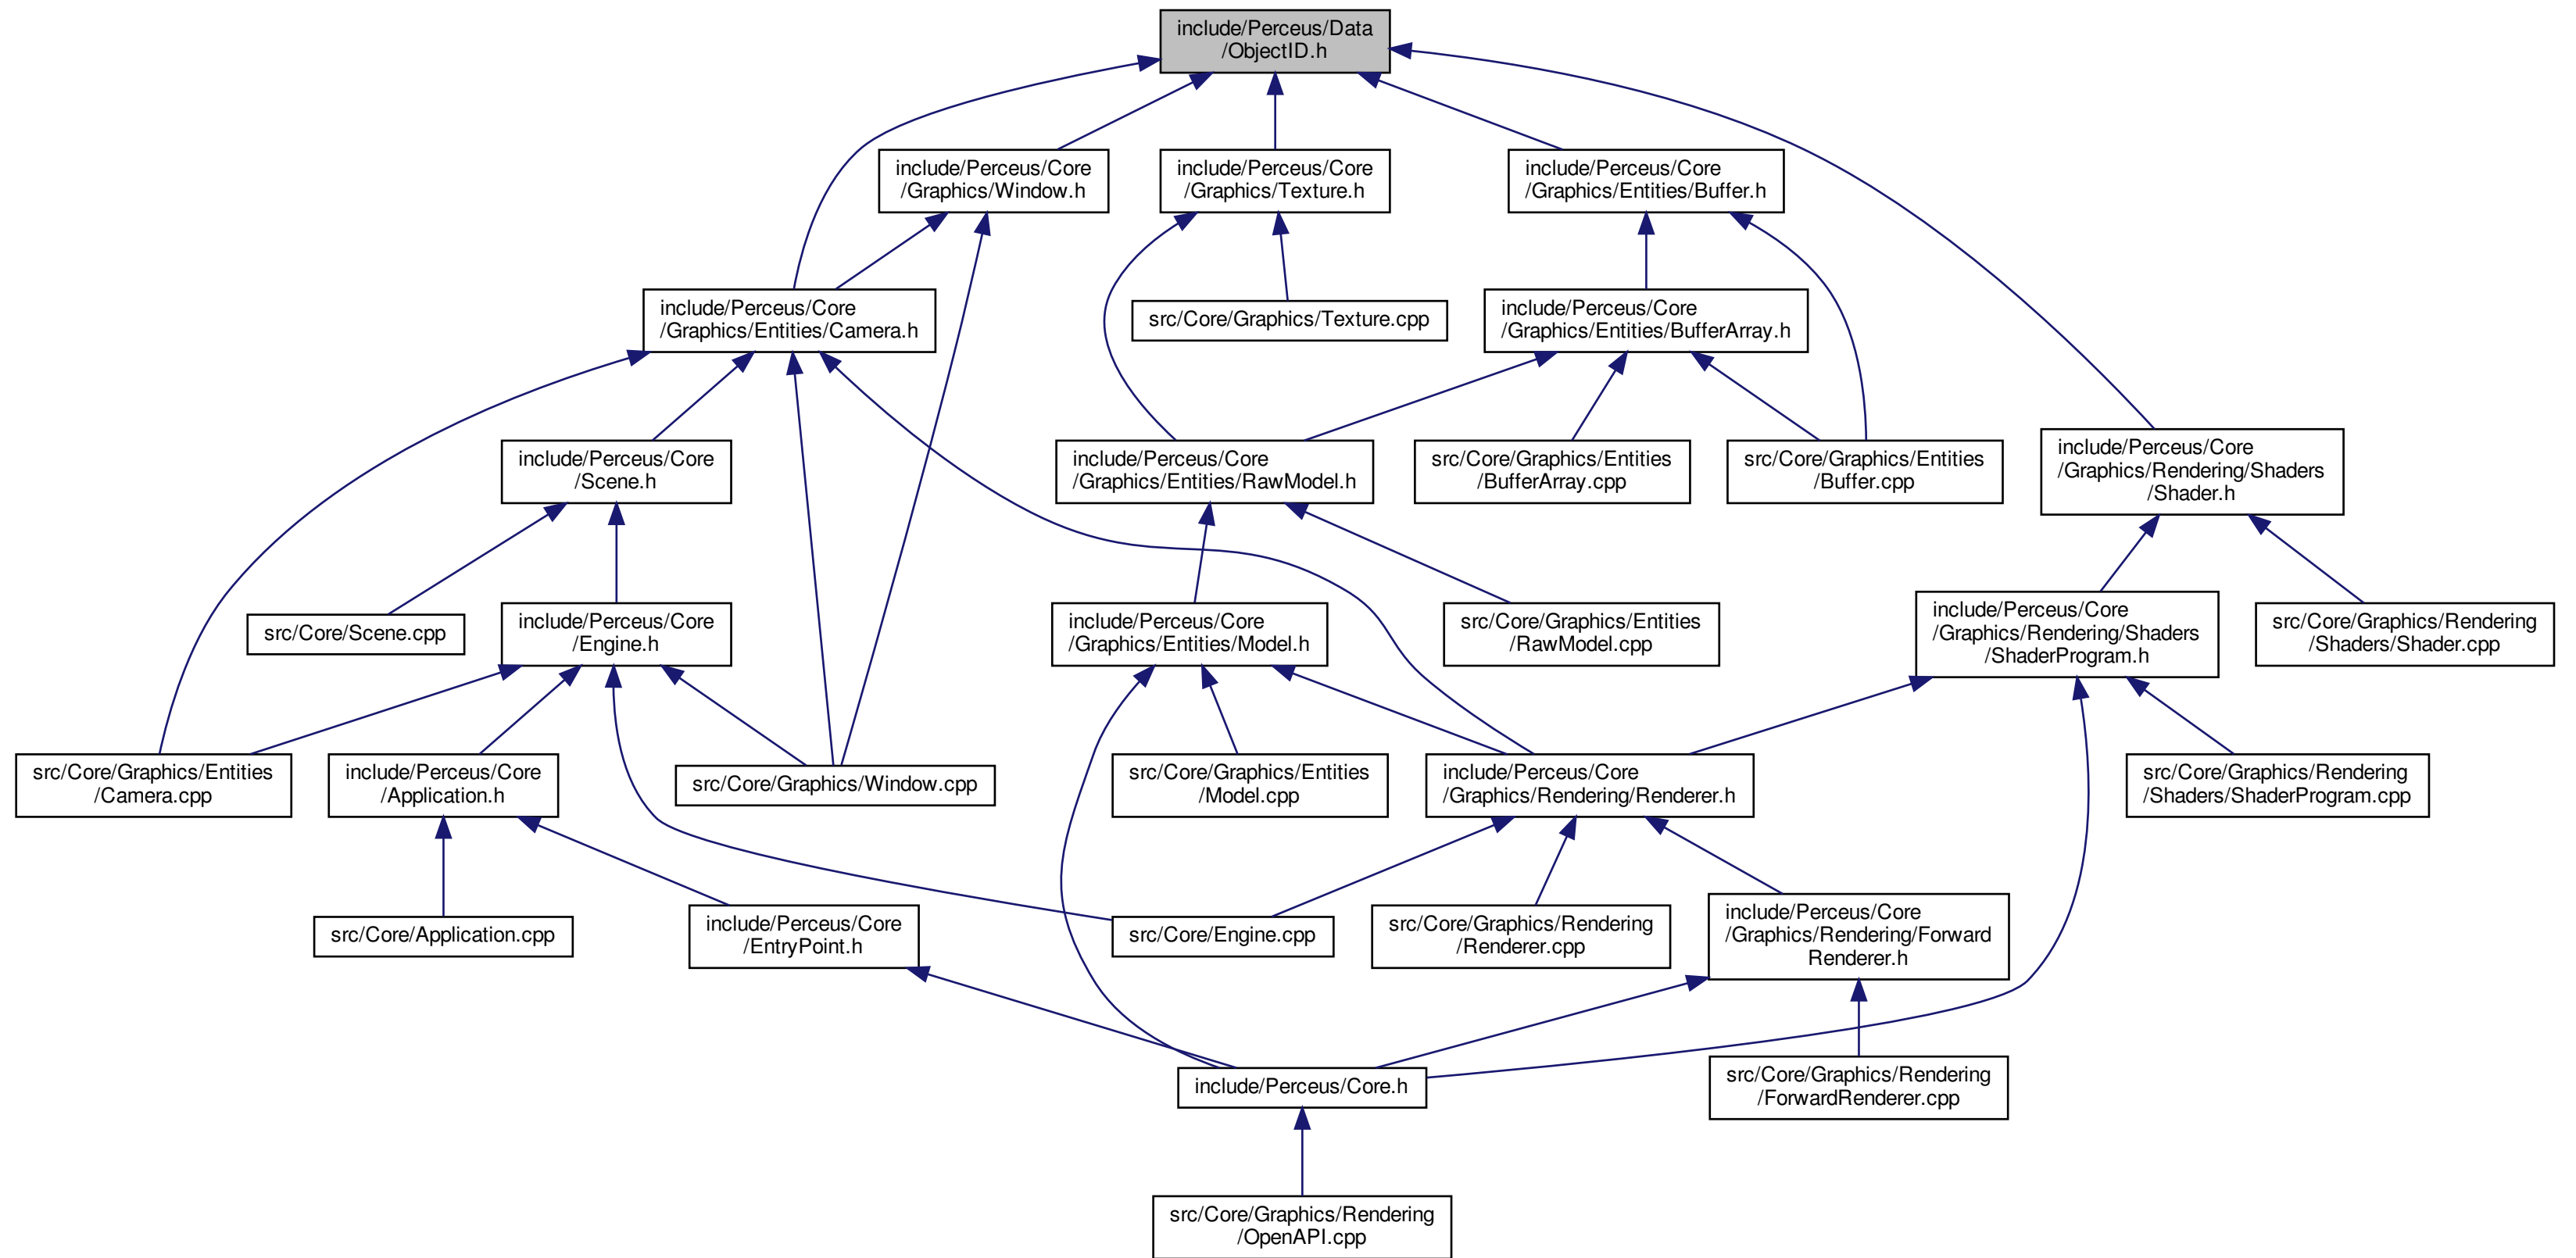 include/Perceus/Data
/ObjectID.h
include/Perceus/Core
/Graphics/Window.h
include/Perceus/Core
/Graphics/Texture.h
include/Perceus/Core
/Graphics/Entities/Buffer.h
include/Perceus/Core
/Graphics/Entities/Camera.h
src/Core/Graphics/Texture.cpp
include/Perceus/Core
/Graphics/Entities/BufferArray.h
include/Perceus/Core
/Scene.h
include/Perceus/Core
/Graphics/Entities/RawModel.h
src/Core/Graphics/Entities
/BufferArray.cpp
src/Core/Graphics/Entities
/Buffer.cpp
include/Perceus/Core
/Graphics/Rendering/Shaders
/Shader.h
src/Core/Scene.cpp
include/Perceus/Core
/Engine.h
include/Perceus/Core
/Graphics/Entities/Model.h
src/Core/Graphics/Entities
/RawModel.cpp
include/Perceus/Core
/Graphics/Rendering/Shaders
/ShaderProgram.h
src/Core/Graphics/Rendering
/Shaders/Shader.cpp
src/Core/Graphics/Entities
/Camera.cpp
include/Perceus/Core
/Application.h
src/Core/Graphics/Window.cpp
src/Core/Graphics/Entities
/Model.cpp
include/Perceus/Core
/Graphics/Rendering/Renderer.h
src/Core/Graphics/Rendering
/Shaders/ShaderProgram.cpp
src/Core/Application.cpp
include/Perceus/Core
/EntryPoint.h
src/Core/Engine.cpp
src/Core/Graphics/Rendering
/Renderer.cpp
include/Perceus/Core
/Graphics/Rendering/Forward
Renderer.h
include/Perceus/Core.h
src/Core/Graphics/Rendering
/ForwardRenderer.cpp
src/Core/Graphics/Rendering
/OpenAPI.cpp